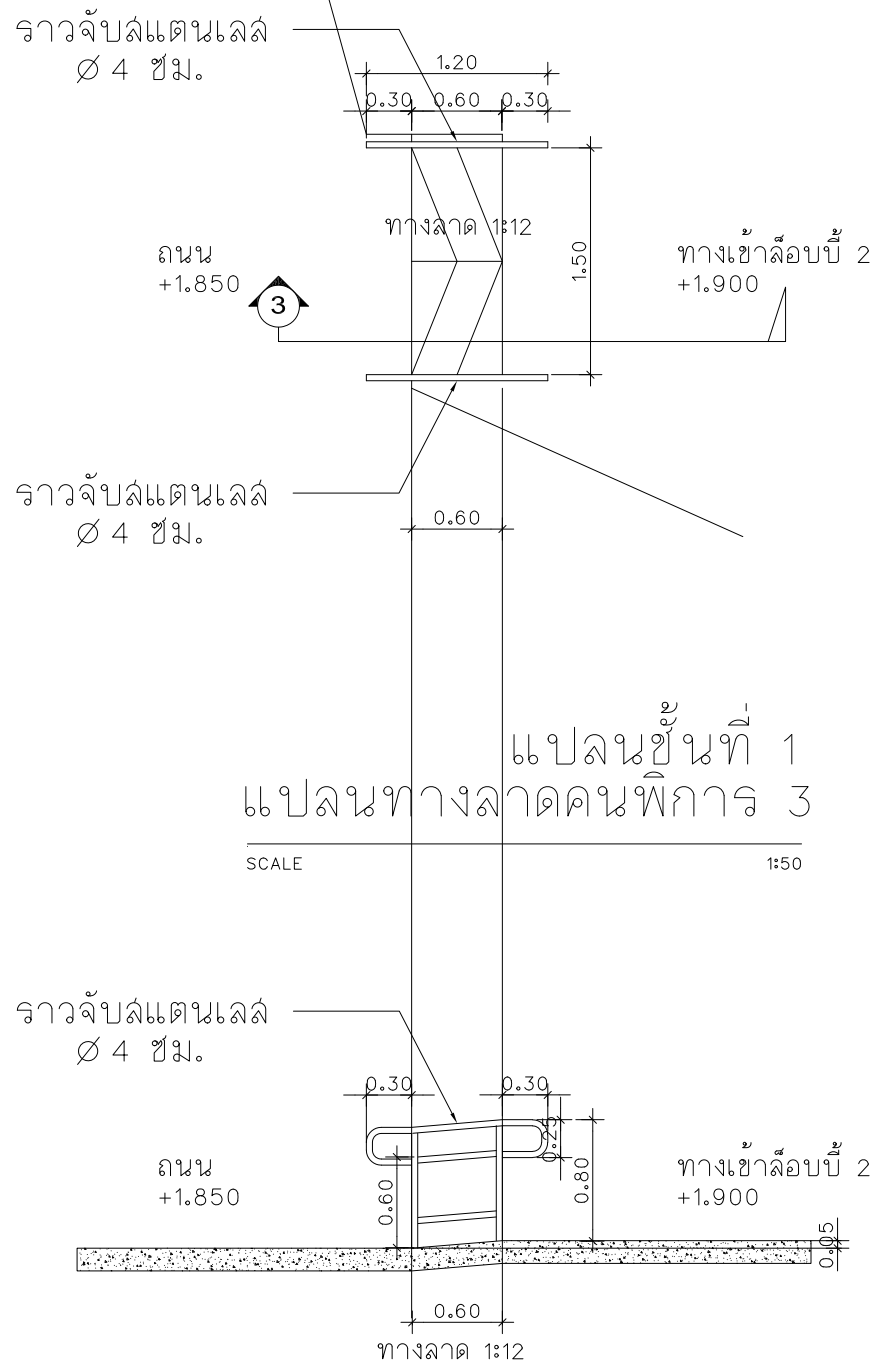 ราวจับสแตนเลส
Ø 4 ซม.
1.20
0.30 0.60 0.30
ทางลาด 1:12
ถนน
+1.850
3
1.50
ทางเข้าล็อบบี้ 2
+1.900
ราวจับสแตนเลส
Ø 4 ซม.
0.60
แปลนชั้นที่ 1
แปลนทางลาดคนพิการ 3
SCALE 1:50
ราวจับสแตนเลส
Ø 4 ซม.
0.30 0.30
0.25
0.80
0.60
ถนน
+1.850
ทางเข้าล็อบบี้ 2
+1.900
0.05
0.60
ทางลาด 1:12